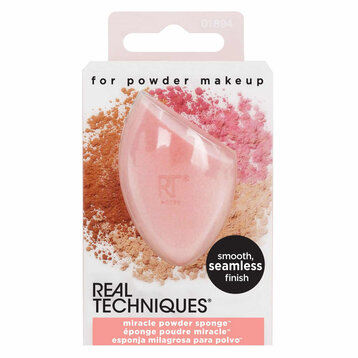 01894
for powder makeup
RT
smooth,
seamless
finish
REAL
TECHNIQUES®
miracle powder sponge™
éponge poudre miracle™
esponja milagrosa para polvo™